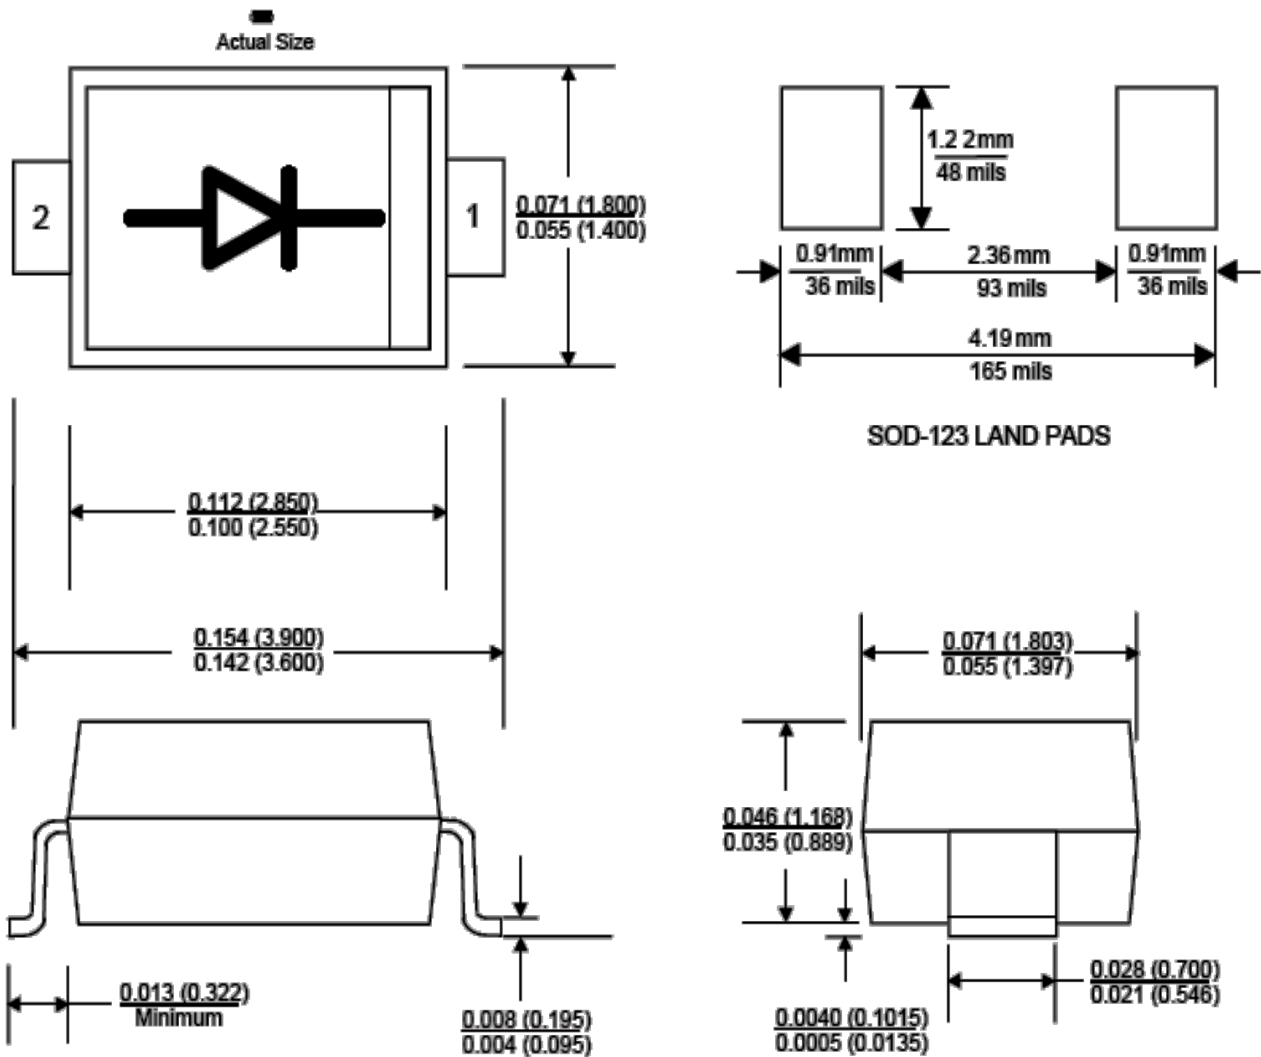 Actual Size
2
1
0.071 (1.800)
0.055 (1.400)
1.2 2mm
48 mils
0.91mm
36 mils
2.36mm
93 mils
0.91mm
36 mils
4.19mm
165 mils
SOD-123 LAND PADS
0.112 (2.850)
0.100 (2.550)
0.154 (3.900)
0.142 (3.600)
0.071 (1.803)
0.055 (1.397)
0.046 (1.168)
0.035 (0.889)
0.013 (0.322)
Minimum
0.008 (0.195)
0.004 (0.095)
0.0040 (0.1015)
0.0005 (0.0135)
0.028 (0.700)
0.021 (0.546)